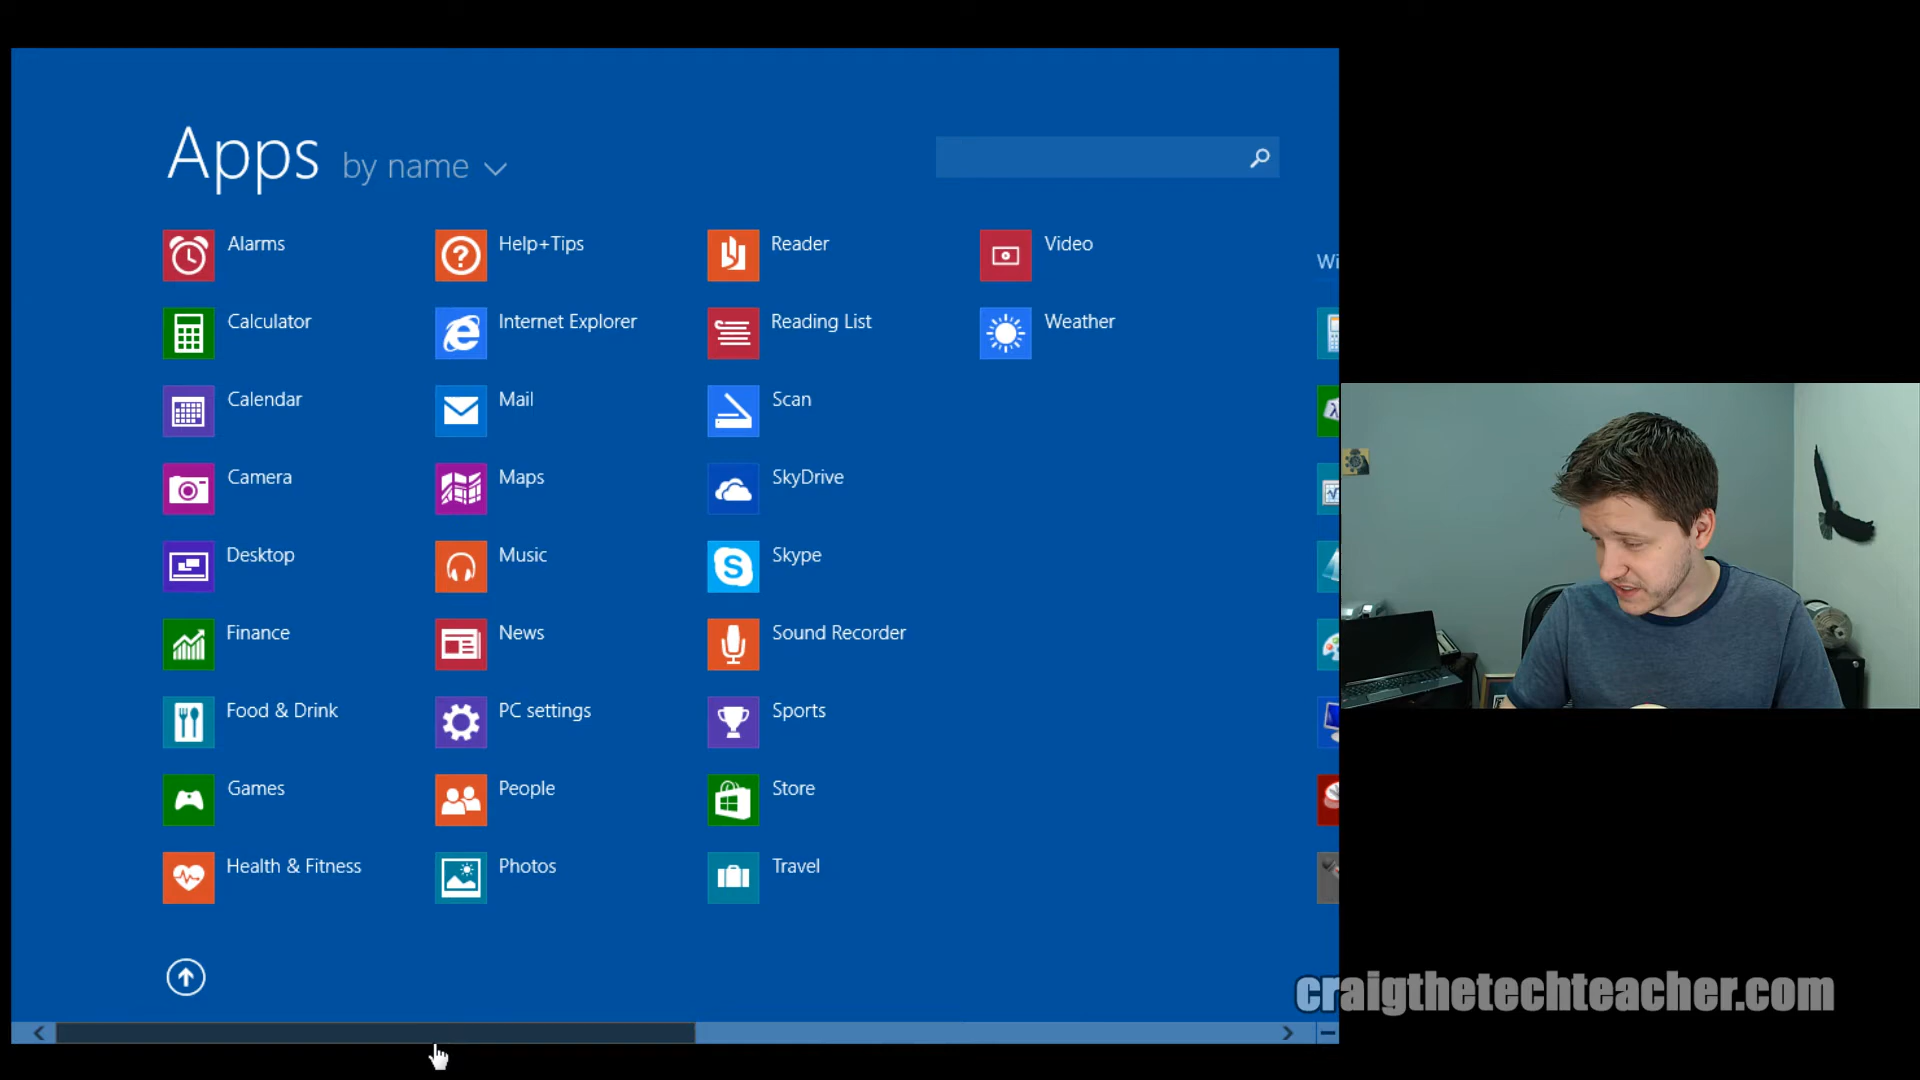 Apps by name
Alarms
Calculator
Calendar
Camera
Desktop
Finance
Food & Drink
Games
Health & Fitness
Help+Tips
Internet Explorer
Mail
Maps
Music
News
PC settings
People
Photos
Reader
Reading List
Scan
SkyDrive
Skype
Sound Recorder
Sports
Store
Travel
Video
Weather
Wi
craigthetechteacher.com